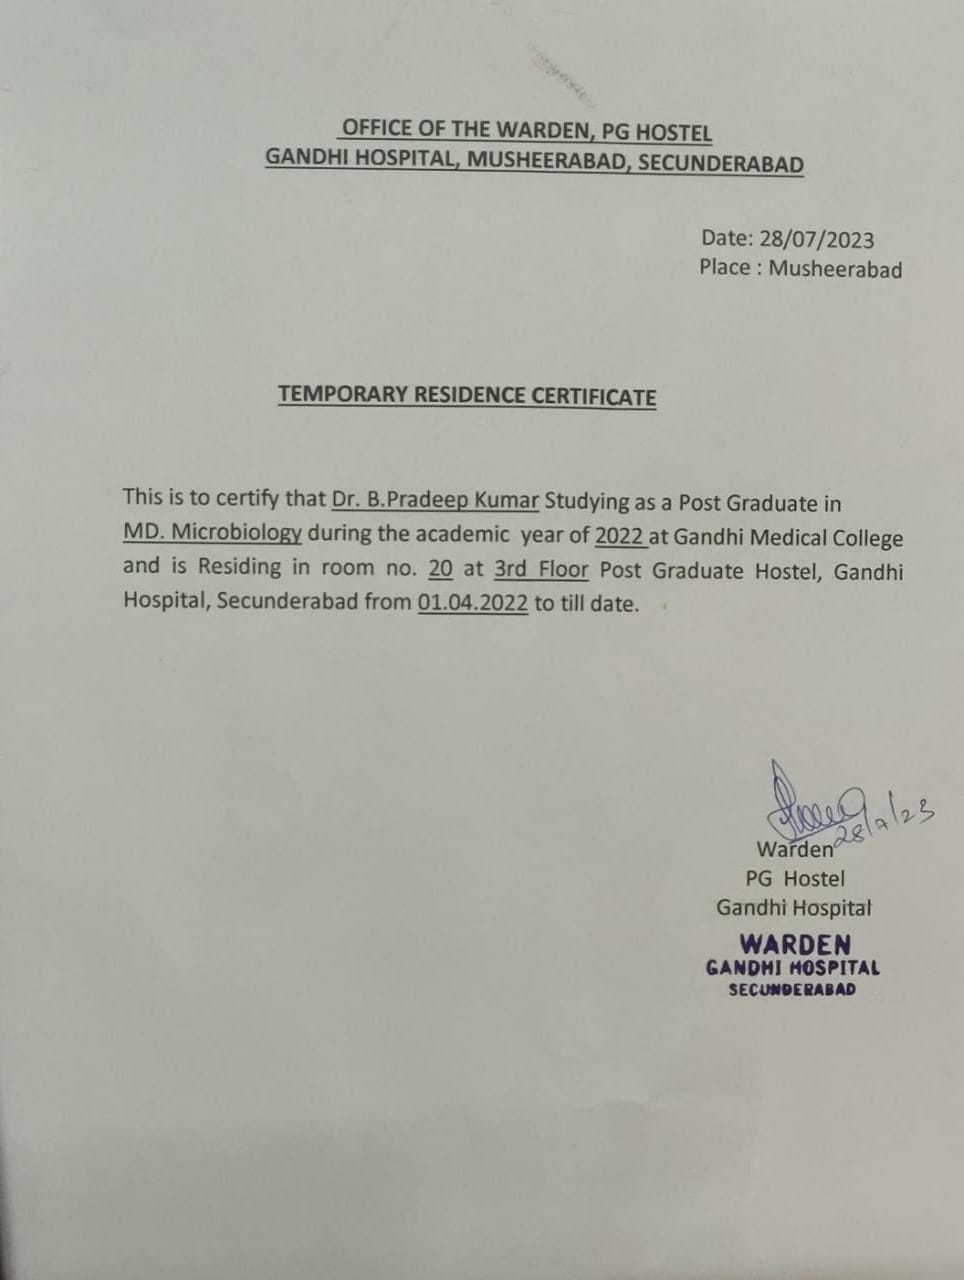 OFFICE OF THE WARDEN, PG HOSTEL
GANDHI HOSPITAL, MUSHEERABAD, SECUNDERABAD
Date: 28/07/2023
Place : Musheerabad
TEMPORARY RESIDENCE CERTIFICATE
This is to certify that Dr. B.Pradeep Kumar Studying as a Post Graduate in
MD. Microbiology during the academic year of 2022 at Gandhi Medical College
and is Residing in room no. 20 at 3rd Floor Post Graduate Hostel, Gandhi
Hospital, Secunderabad from 01.04.2022 to till date.
28/7/23
Warden
PG Hostel
Gandhi Hospital
WARDEN
GANDHI HOSPITAL
SECUNDERABAD